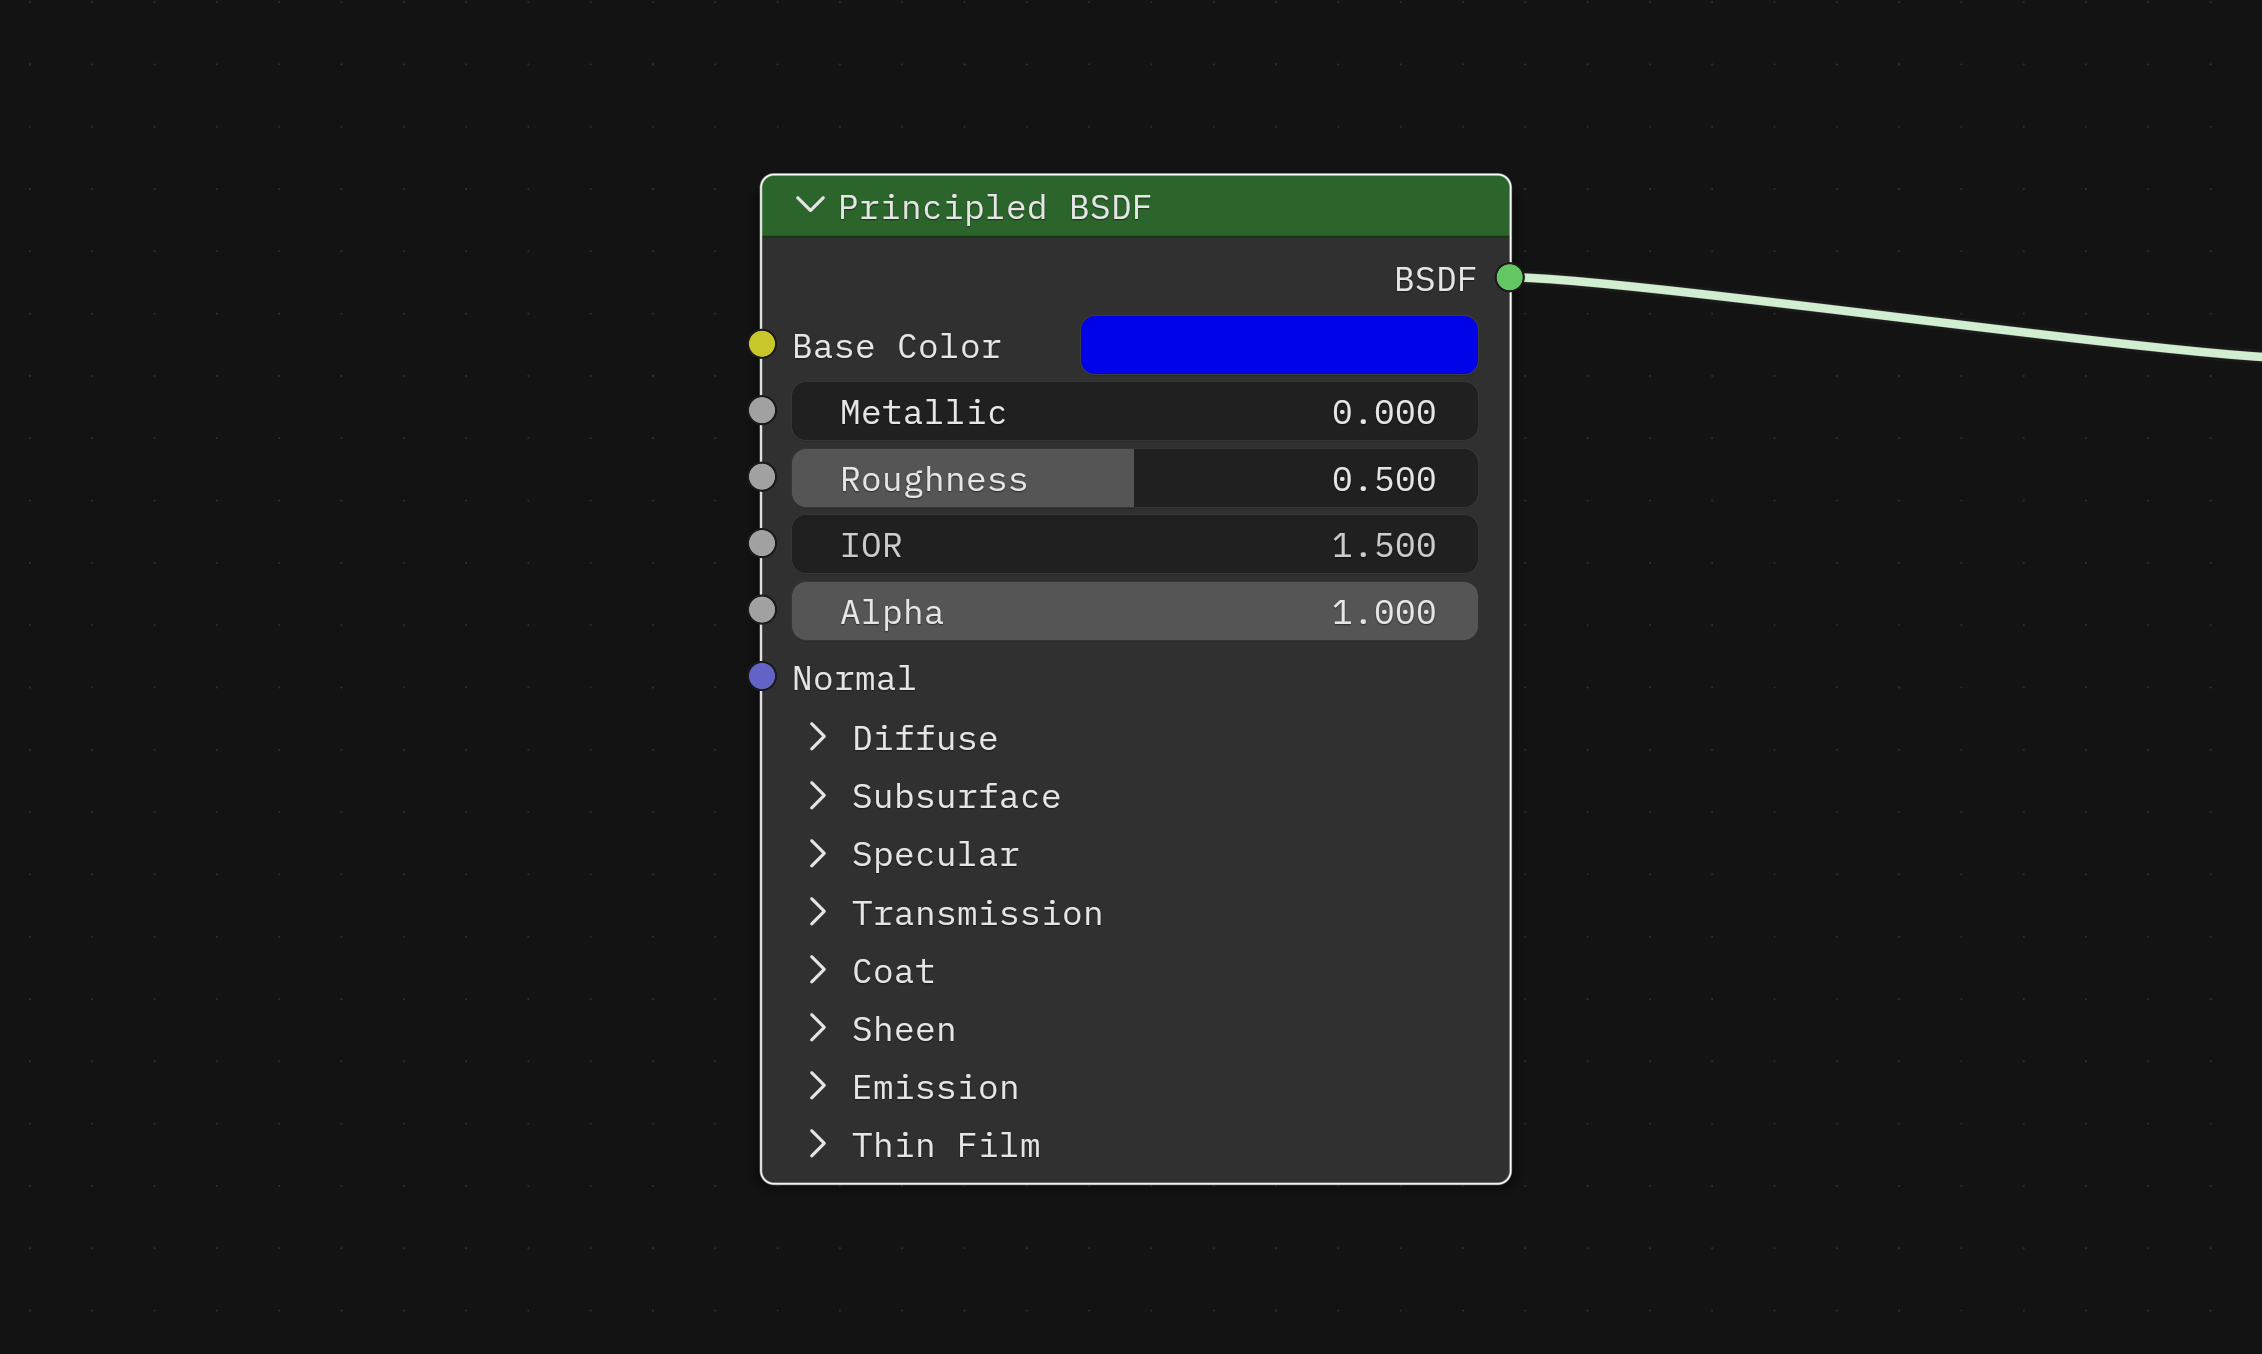 Principled BSDF
BSDF
Base Color
Metallic 0.000
Roughness 0.500
IOR 1.500
Alpha 1.000
Normal
Diffuse
Subsurface
Specular
Transmission
Coat
Sheen
Emission
Thin Film